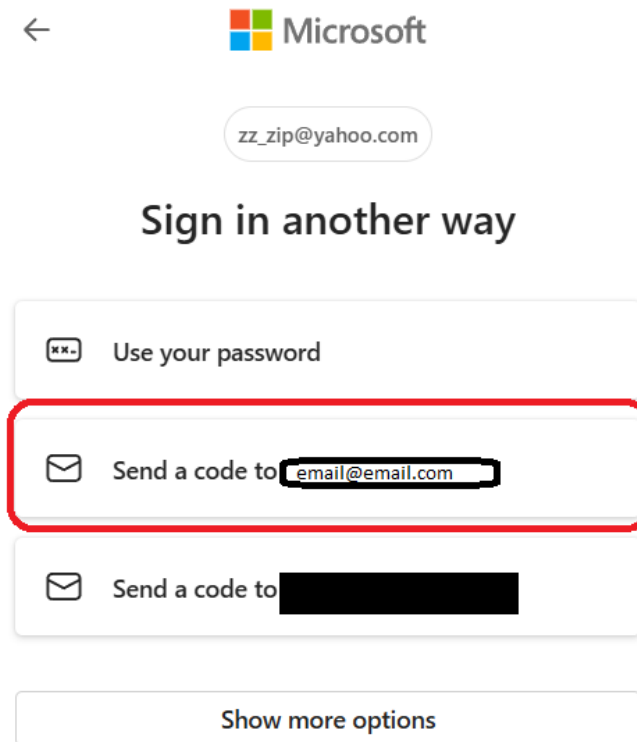 Microsoft
zz_zip@yahoo.com
Sign in another way
Use your password
Send a code to email@email.com
Send a code to
Show more options